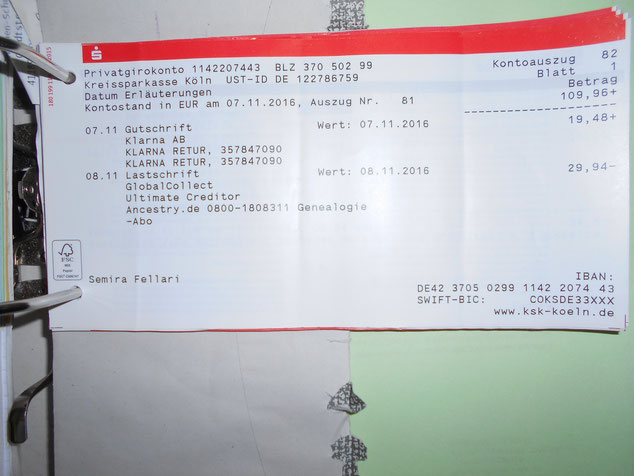 Privatgirokonto 1142207443 BLZ 370 502 99 Kontoauszug 82
Kreissparkasse Köln UST-ID DE 122786759 Blatt 1
Datum Erläuterungen Betrag
Kontostand in EUR am 07.11.2016, Auszug Nr. 81 109,96+
07.11 Gutschrift Wert: 07.11.2016 19,48+
Klarna AB
KLARNA RETUR, 357847090
KLARNA RETUR, 357847090
08.11 Lastschrift Wert: 08.11.2016 29,94-
GlobalCollect
Ultimate Creditor
Ancestry.de 0800-1808311 Genealogie
-Abo
FSC
Semira Fellari
IBAN:
DE42 3705 0299 1142 2074 43
SWIFT-BIC: COKSDE33XXX
www.ksk-koeln.de